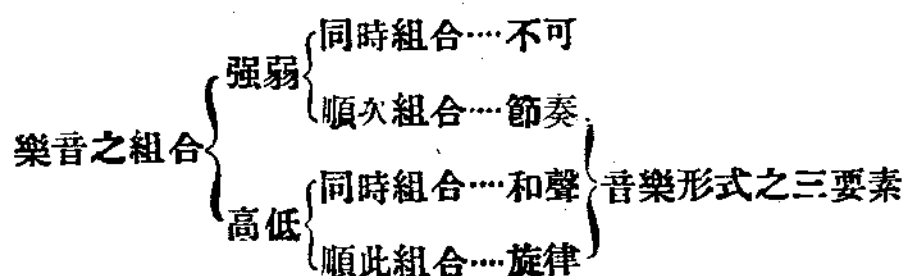 同時組合····不可
强弱
順次組合····節奏
樂音之組合
同時組合····和聲
音樂形式之三要素
高低
順此組合····旋律